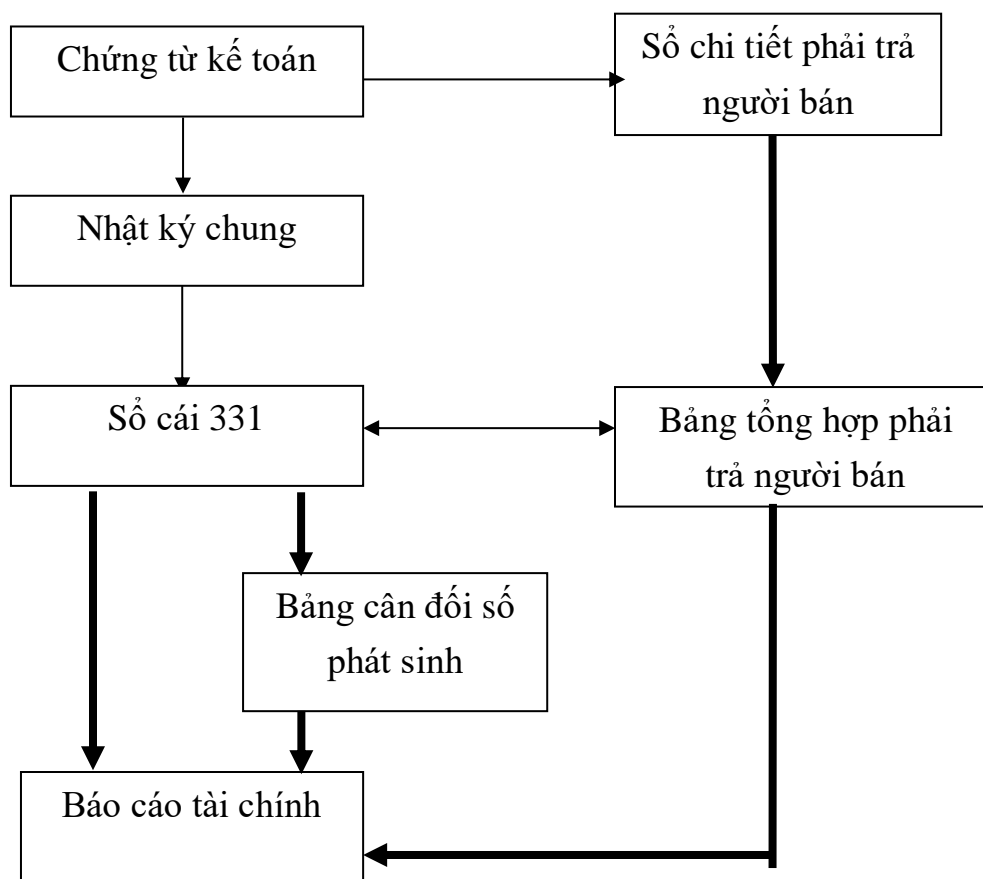 Chứng từ kế toán
Sổ chi tiết phải trả
người bán
Nhật ký chung
Sổ cái 331
Bảng tổng hợp phải
trả người bán
Bảng cân đối số
phát sinh
Báo cáo tài chính